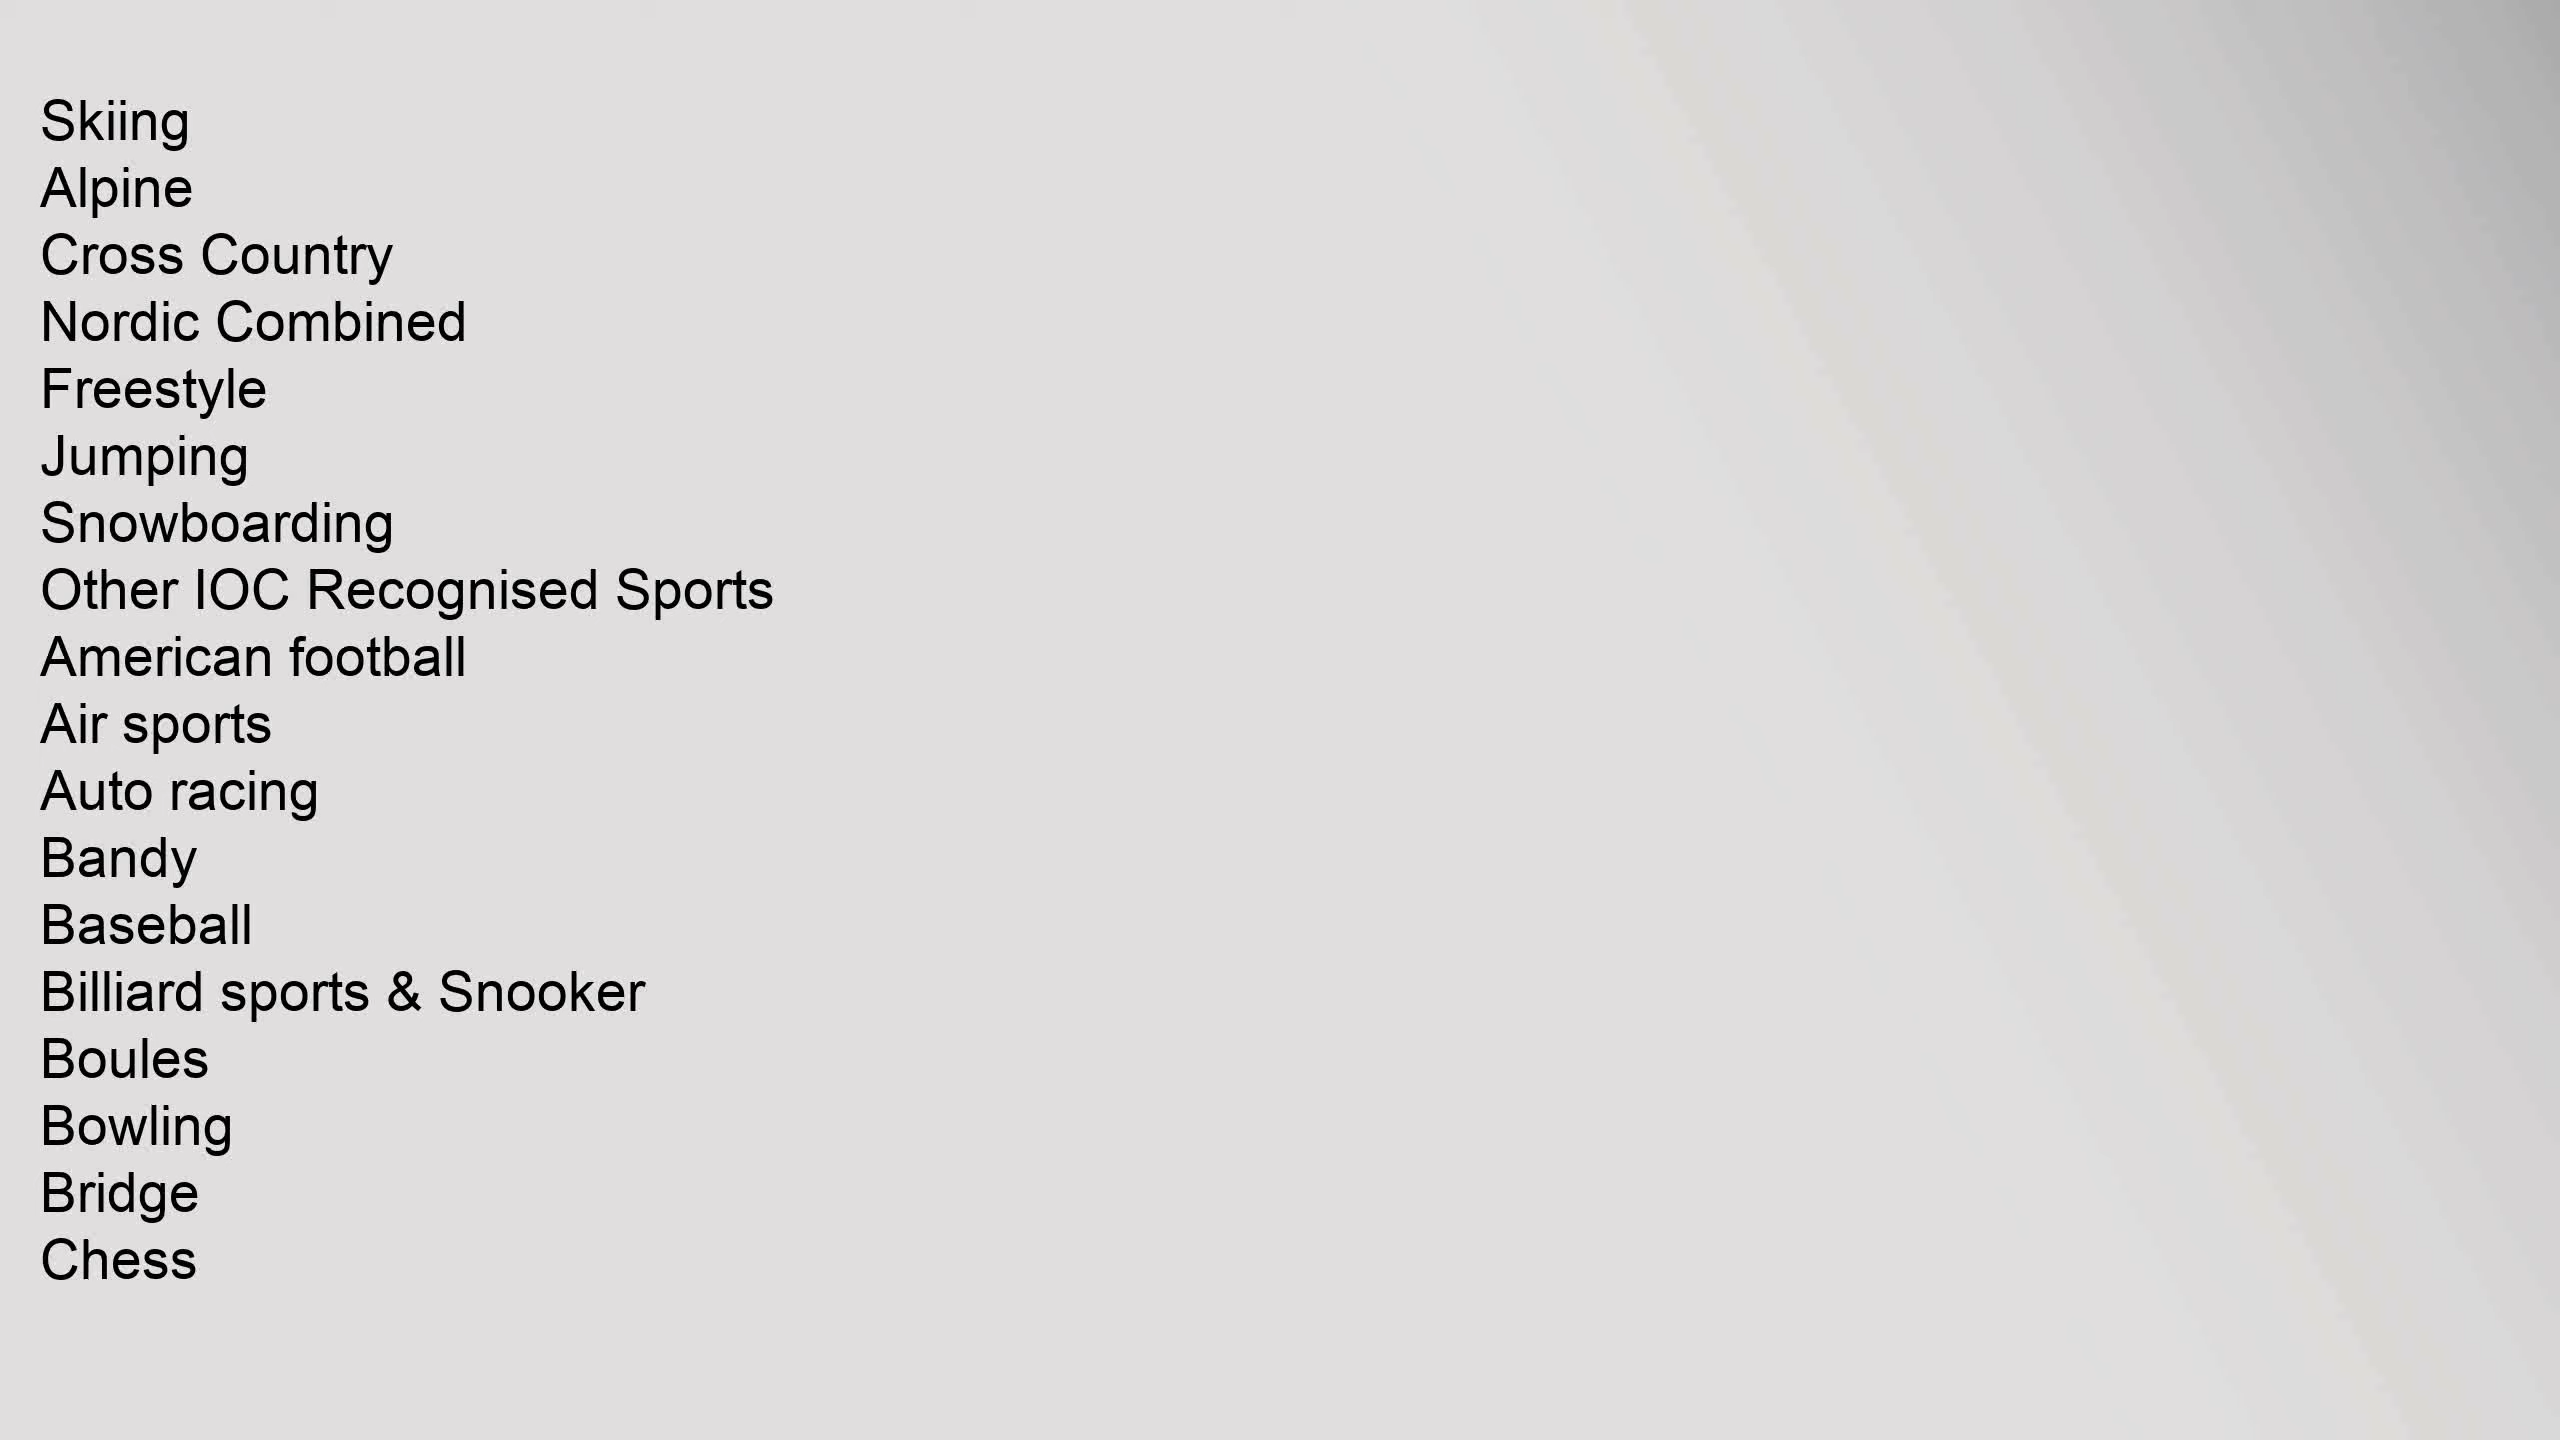 Skiing
Alpine
Cross Country
Nordic Combined
Freestyle
Jumping
Snowboarding
Other IOC Recognised Sports
American football
Air sports
Auto racing
Bandy
Baseball
Billiard sports & Snooker
Boules
Bowling
Bridge
Chess